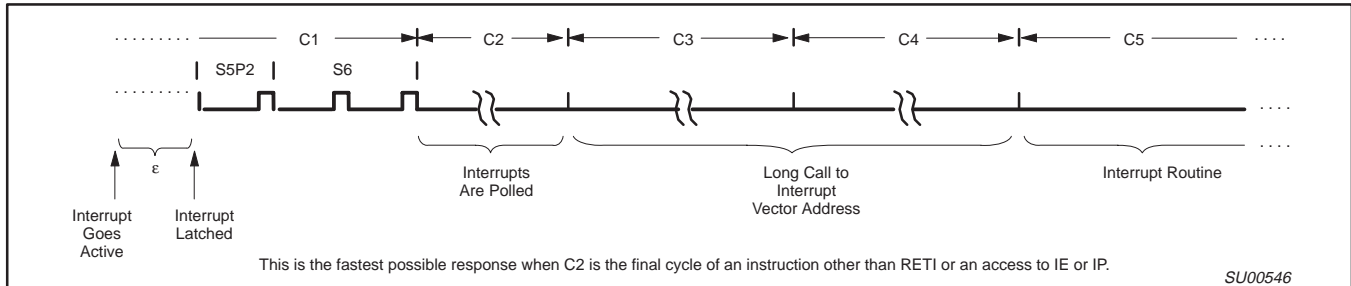 C1 C2 C3 C4 C5
S5P2 S6
ε
Interrupts
Are Polled
Long Call to
Interrupt
Vector Address
Interrupt Routine
Interrupt
Goes
Active
Interrupt
Latched
This is the fastest possible response when C2 is the final cycle of an instruction other than RETI or an access to IE or IP.
SU00546